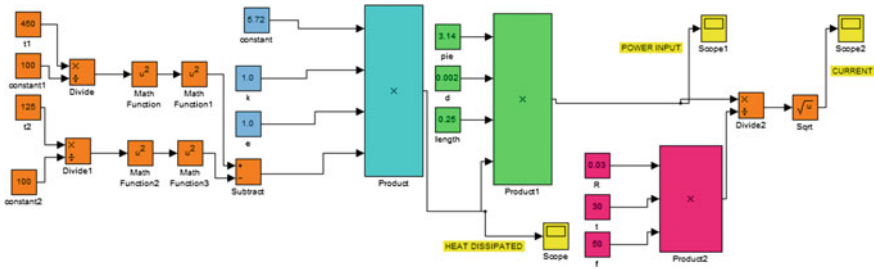 450
t1
100
constant1
Divide
u²
Math
Function
u²
Math
Function1
125
t2
100
constant2
Divide1
u²
Math
Function2
u²
Math
Function3
Subtract
5.72
constant
1.0
k
1.0
e
Product
3.14
pie
0.002
d
0.25
length
Product1
HEAT DISSIPATED
Scope
POWER INPUT
Scope1
0.03
R
30
t
50
f
Product2
Divide2
√u
Sqrt
Scope2
CURRENT